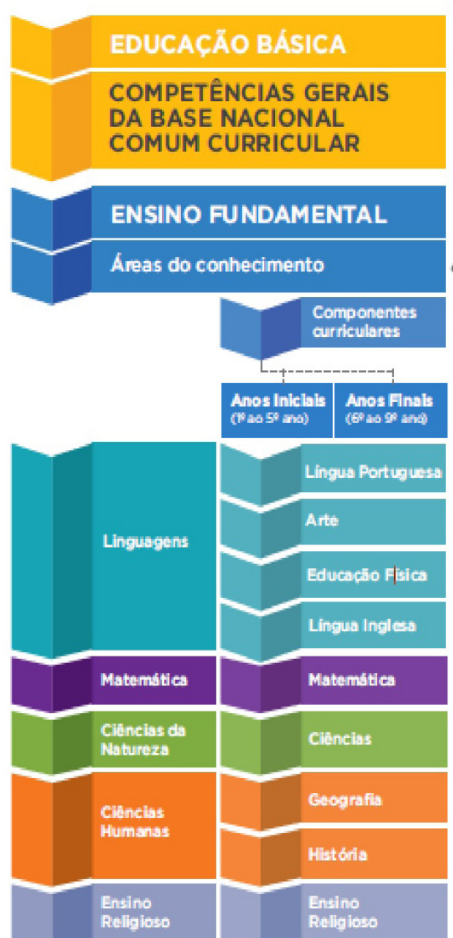 EDUCAÇÃO BÁSICA
COMPETÊNCIAS GERAIS
DA BASE NACIONAL
COMUM CURRICULAR
ENSINO FUNDAMENTAL
Áreas do conhecimento
Componentes
curriculares
Anos Iniciais
(1º ao 5º ano)
Anos Finais
(6º ao 9º ano)
Linguagens
Língua Portuguesa
Arte
Educação Física
Língua Inglesa
Matemática
Matemática
Ciências da
Natureza
Ciências
Ciências
Humanas
Geografia
História
Ensino
Religioso
Ensino
Religioso